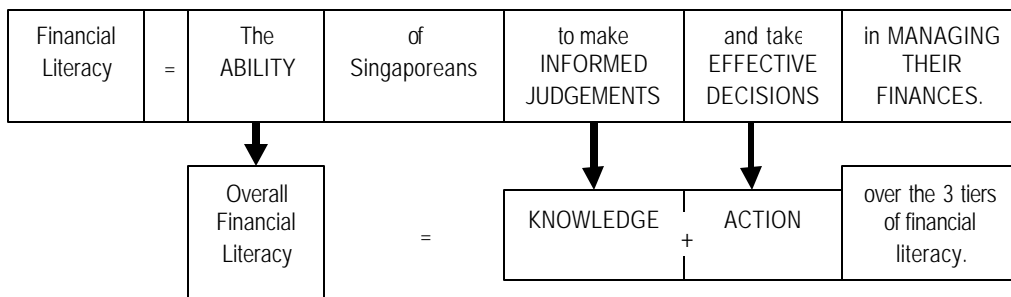 Financial
Literacy
=
The
ABILITY
of
Singaporeans
to make
INFORMED
JUDGEMENTS
and take
EFFECTIVE
DECISIONS
in MANAGING
THEIR
FINANCES.
Overall
Financial
Literacy
=
KNOWLEDGE
+
ACTION
over the 3 tiers
of financial
literacy.